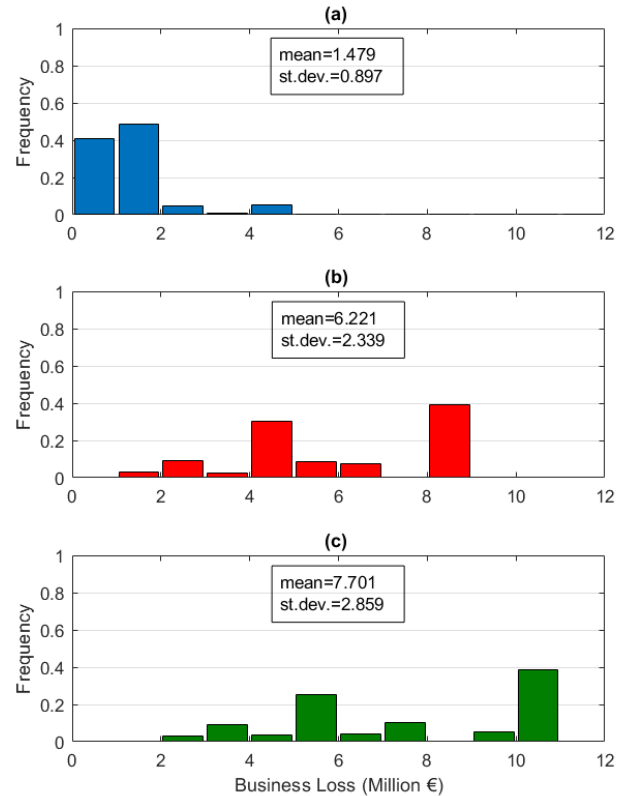 (a)
1
0.8
0.6
0.4
0.2
0
Frequency
mean=1.479
st.dev.=0.897
0 2 4 6 8 10 12
(b)
1
0.8
0.6
0.4
0.2
0
Frequency
mean=6.221
st.dev.=2.339
0 2 4 6 8 10 12
(c)
1
0.8
0.6
0.4
0.2
0
Frequency
mean=7.701
st.dev.=2.859
0 2 4 6 8 10 12
Business Loss (Million €)